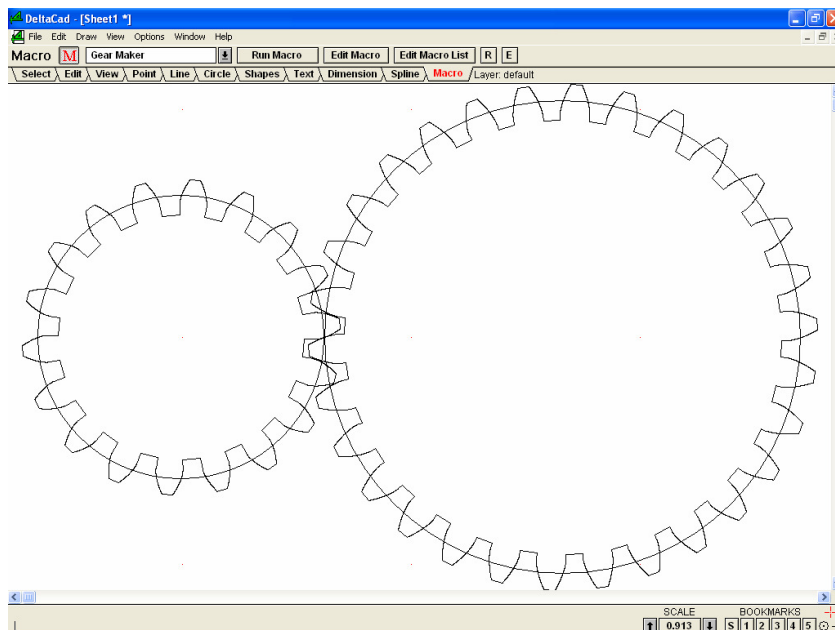 DeltaCad - [Sheet1 *]
File Edit Draw View Options Window Help
Macro M Gear Maker Run Macro Edit Macro Edit Macro List R E
Select Edit View Point Line Circle Shapes Text Dimension Spline Macro Layer: default
SCALE BOOKMARKS
0.913 S 1 2 3 4 5